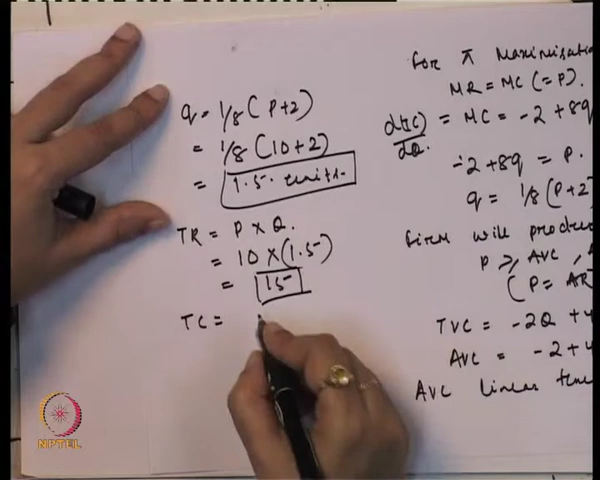 q = 1/8 (P+2)
= 1/8 (10+2)
= 1.5 units.
TR = P x Q.
= 10 x (1.5)
= 15
TC =
for π Maximisatio
MR = MC (=P).
d(TC)/dQ. = MC = -2 + 8q
-2+8q = P.
q = 1/8 (P+2
firm will produc
P ≥ AVC ,
(P = AR
TVC = -2Q + 4
AVC = -2 + 4
AVC linear func
NPTEL